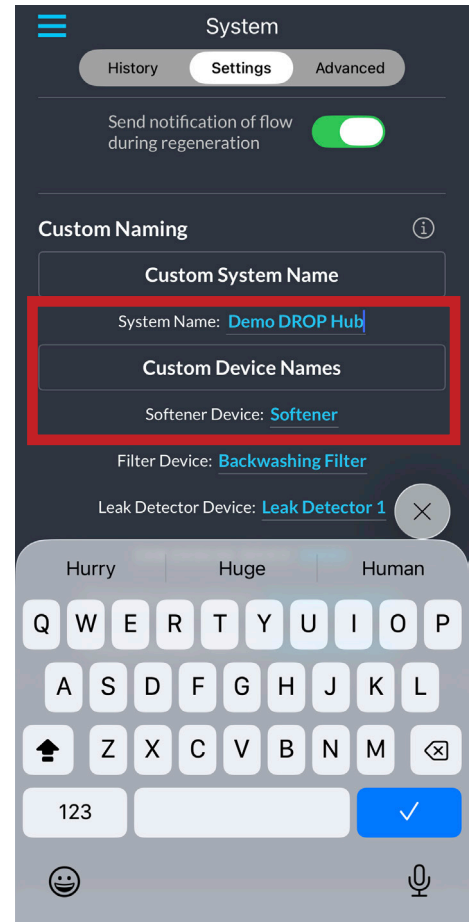 System
History Settings Advanced
Send notification of flow
during regeneration
Custom Naming
Custom System Name
System Name: Demo DROP Hub
Custom Device Names
Softener Device: Softener
Filter Device: Backwashing Filter
Leak Detector Device: Leak Detector 1
Hurry Huge Human
Q W E R T Y U I O P
A S D F G H J K L
Z X C V B N M
123